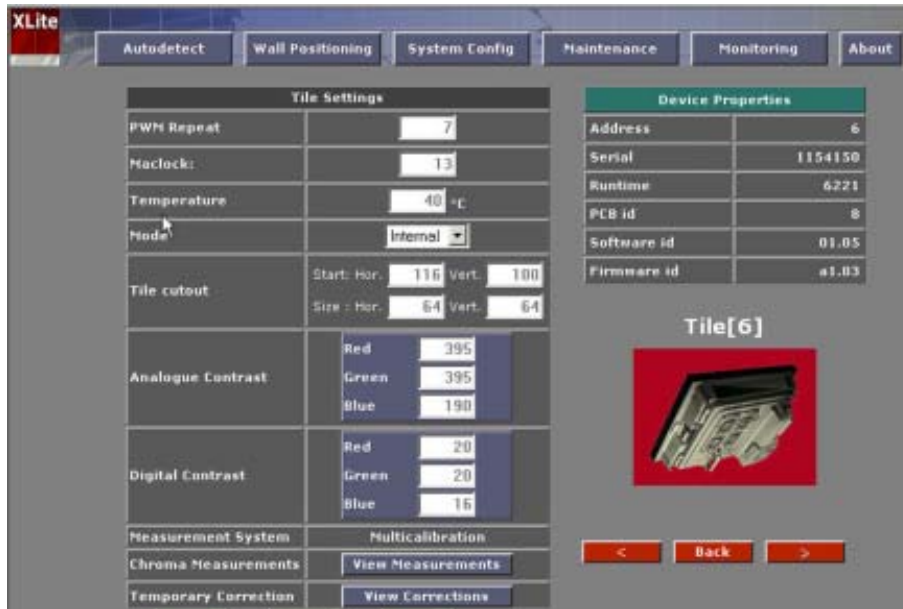 XLite
Autodetect Wall Positioning System Config Maintenance Monitoring About
Tile Settings
PWM Repeat 7
Maclock: 13
Temperature 40 °C
Mode Internal
Tile cutout
Start: Hor. 116 Vert. 100
Size : Hor. 64 Vert. 64
Analogue Contrast
Red 395
Green 395
Blue 190
Digital Contrast
Red 20
Green 20
Blue 16
Measurement System Multicalibration
Chroma Measurements View Measurements
Temporary Correction View Corrections
Device Properties
Address 6
Serial 1154150
Runtime 6221
PCB id 8
Software id 01.05
Firmware id a1.03
Tile[6]
< Back >